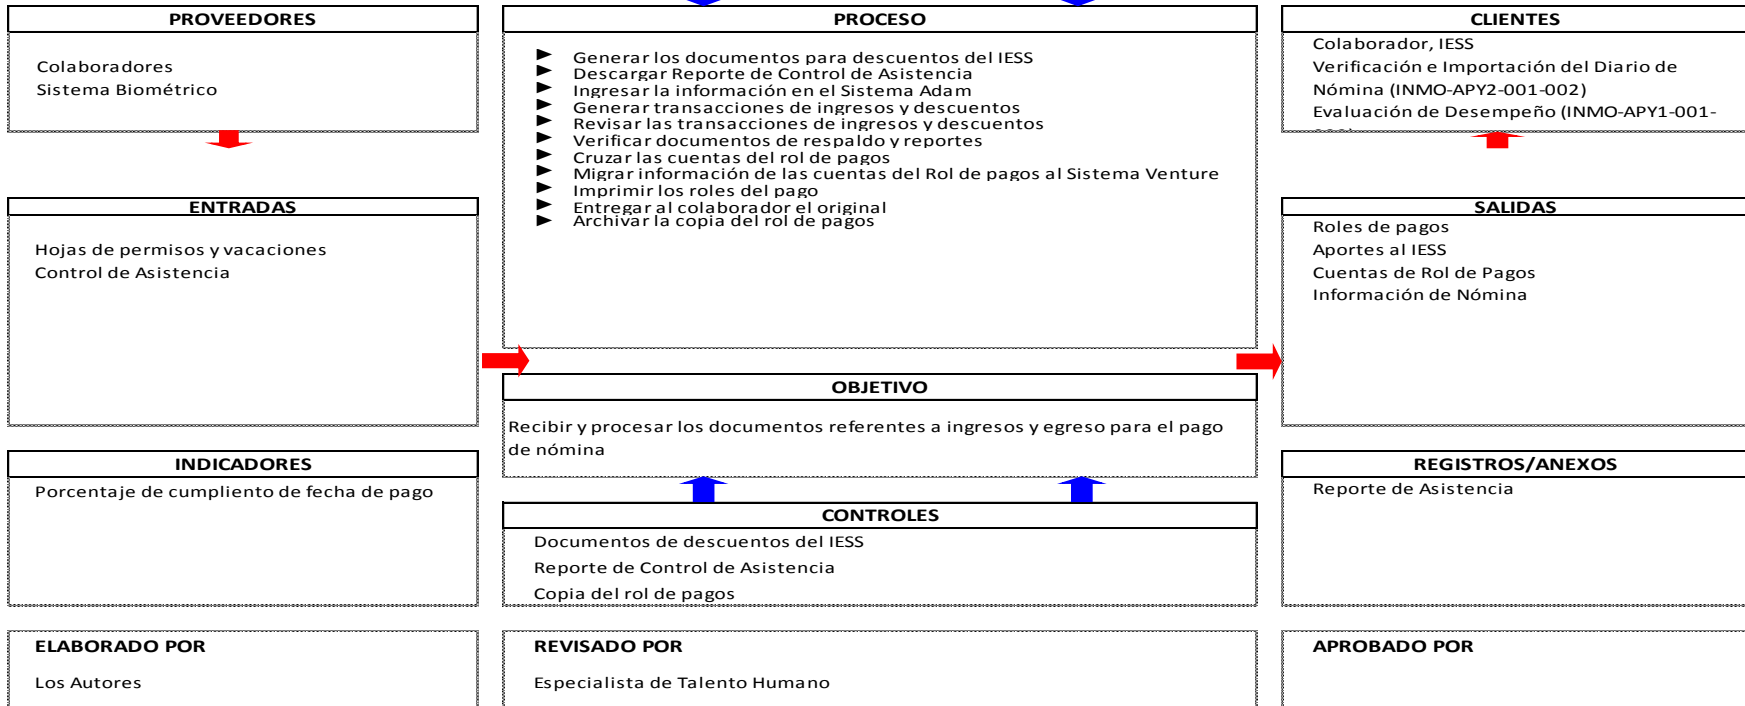 PROVEEDORES
Colaboradores
Sistema Biométrico
PROCESO
► Generar los documentos para descuentos del IESS
► Descargar Reporte de Control de Asistencia
► Ingresar la información en el Sistema Adam
► Generar transacciones de ingresos y descuentos
► Revisar las transacciones de ingresos y descuentos
► Verificar documentos de respaldo y reportes
► Cruzar las cuentas del rol de pagos
► Migrar información de las cuentas del Rol de pagos al Sistema Venture
► Imprimir los roles del pago
► Entregar al colaborador el original
► Archivar la copia del rol de pagos
CLIENTES
Colaborador, IESS
Verificación e Importación del Diario de
Nómina (INMO-APY2-001-002)
Evaluación de Desempeño (INMO-APY1-001-
ENTRADAS
Hojas de permisos y vacaciones
Control de Asistencia
SALIDAS
Roles de pagos
Aportes al IESS
Cuentas de Rol de Pagos
Información de Nómina
OBJETIVO
Recibir y procesar los documentos referentes a ingresos y egreso para el pago
de nómina
INDICADORES
Porcentaje de cumpliento de fecha de pago
REGISTROS/ANEXOS
Reporte de Asistencia
CONTROLES
Documentos de descuentos del IESS
Reporte de Control de Asistencia
Copia del rol de pagos
ELABORADO POR
Los Autores
REVISADO POR
Especialista de Talento Humano
APROBADO POR